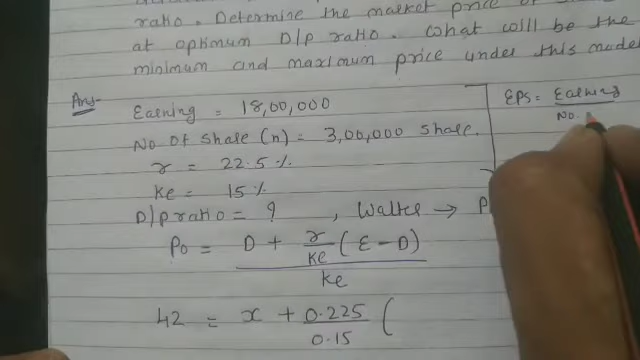 ratio. Determine the market price of
at optimum D/p ratio. What will be the
minimum and maximum price under this model
Ans-
Earning = 18,00,000
No of share (n) = 3,00,000 share.
r = 22.5 %
Ke = 15 %
D/p ratio = ? , Walter → P
P0 = D + r/Ke (E - D)
Ke
42 = x + 0.225/0.15 (
EPS = Earning
No.